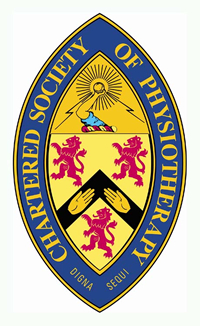 CHARTERED SOCIETY OF PHYSIOTHERAPY
DIGNA SEQUI